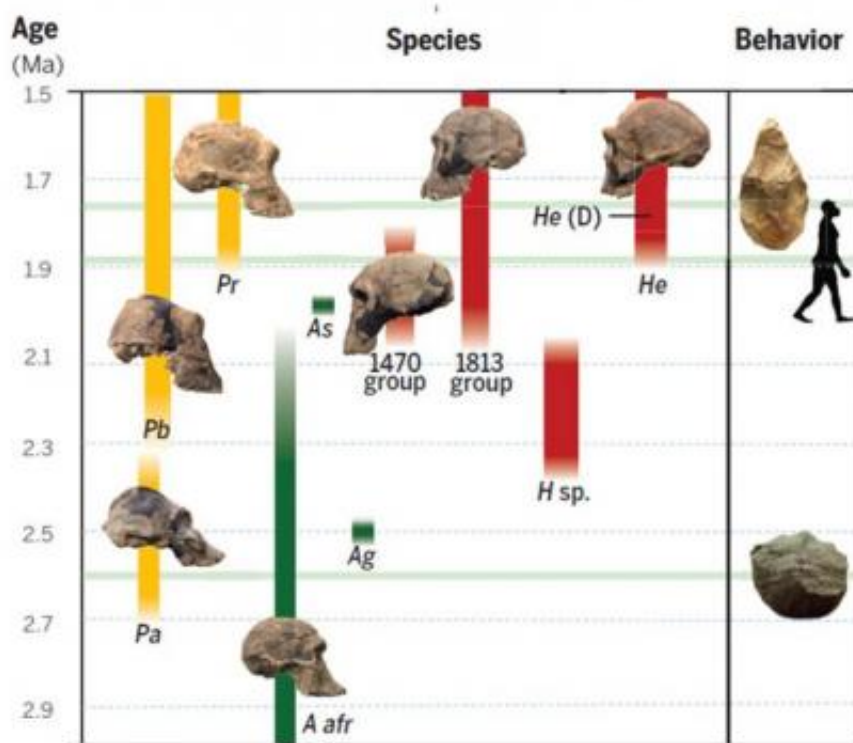 Age
(Ma)
Species
Behavior
1.5
1.7
He (D)
1.9
Pr
He
As
2.1
1470
group
1813
group
Pb
2.3
H sp.
2.5
Ag
2.7
Pa
2.9
A afr